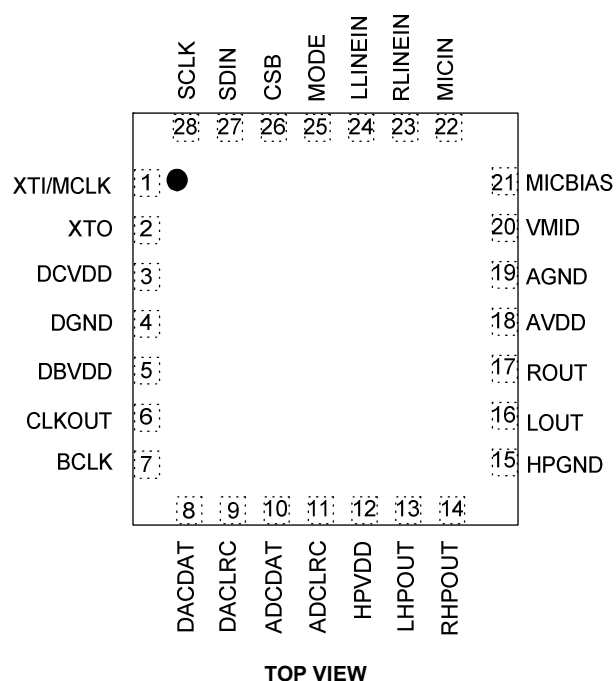 SCLK
SDIN
CSB
MODE
LLINEIN
RLINEIN
MICIN
28 27 26 25 24 23 22
XTI/MCLK 1 21 MICBIAS
XTO 2 20 VMID
DCVDD 3 19 AGND
DGND 4 18 AVDD
DBVDD 5 17 ROUT
CLKOUT 6 16 LOUT
BCLK 7 15 HPGND
8 9 10 11 12 13 14
DACDAT
DACLRC
ADCDAT
ADCLRC
HPVDD
LHPOUT
RHPOUT
TOP VIEW